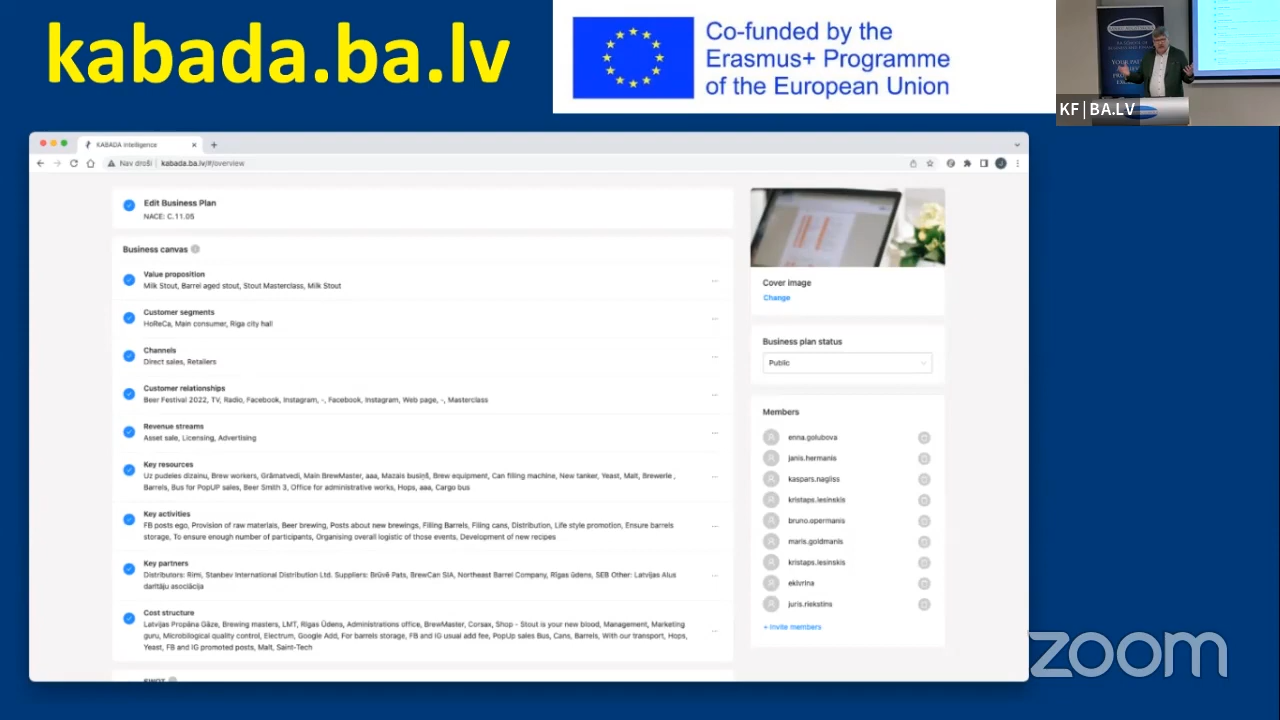 kabada.ba.lv
Co-funded by the
Erasmus+ Programme
of the European Union
KF|BA.LV
KABADA Intelligence
Nav droši
kabada.ba.lv/#/overview
Edit Business Plan
NACE: C.11.05
Business canvas
Value proposition
Milk Stout, Barrel aged stout, Stout Masterclass, Milk Stout
Customer segments
HoReCa, Main consumer, Riga city hall
Channels
Direct sales, Retailers
Customer relationships
Beer Festival 2022, TV, Radio, Facebook, Instagram, -, Facebook, Instagram, Web page, -, Masterclass
Revenue streams
Asset sale, Licensing, Advertising
Key resources
Uz pudeles dizainu, Brew workers, Grāmatvedi, Main BrewMaster, aaa, Mazais busiņš, Brew equipment, Can filling machine, New tanker, Yeast, Malt, Brewerie ,
Barrels, Bus for PopUP sales, Beer Smith 3, Office for administrative works, Hops, aaa, Cargo bus
Key activities
FB posts ego, Provision of raw materials, Beer brewing, Posts about new brewings, Filling Barrels, Filing cans, Distribution, Life style promotion, Ensure barrels
storage, To ensure enough number of participants, Organising overall logistic of those events, Development of new recipes
Key partners
Distributors: Rimi, Stanbev International Distribution Ltd. Suppliers: Brūvē Pats, BrewCan SIA, Northeast Barrel Company, Rīgas ūdens, SEB Other: Latvijas Alus
darītāju asociācija
Cost structure
Latvijas Propāna Gāze, Brewing masters, LMT, Rīgas Ūdens, Administrations office, BrewMaster, Corsax, Shop - Stout is your new blood, Management, Marketing
guru, Microbilogical quality control, Electrum, Google Add, For barrels storage, FB and IG usual add fee, PopUp sales Bus, Cans, Barrels, With our transport, Hops,
Yeast, FB and IG promoted posts, Malt, Saint-Tech
Cover image
Change
Business plan status
Public
Members
enna.golubova
janis.hermanis
kaspars.nagliss
kristaps.lesinskis
bruno.epermanis
maris.goldmanis
kristaps.lesinskis
ekivrina
juris.riekstins
+ Invite members
zoom